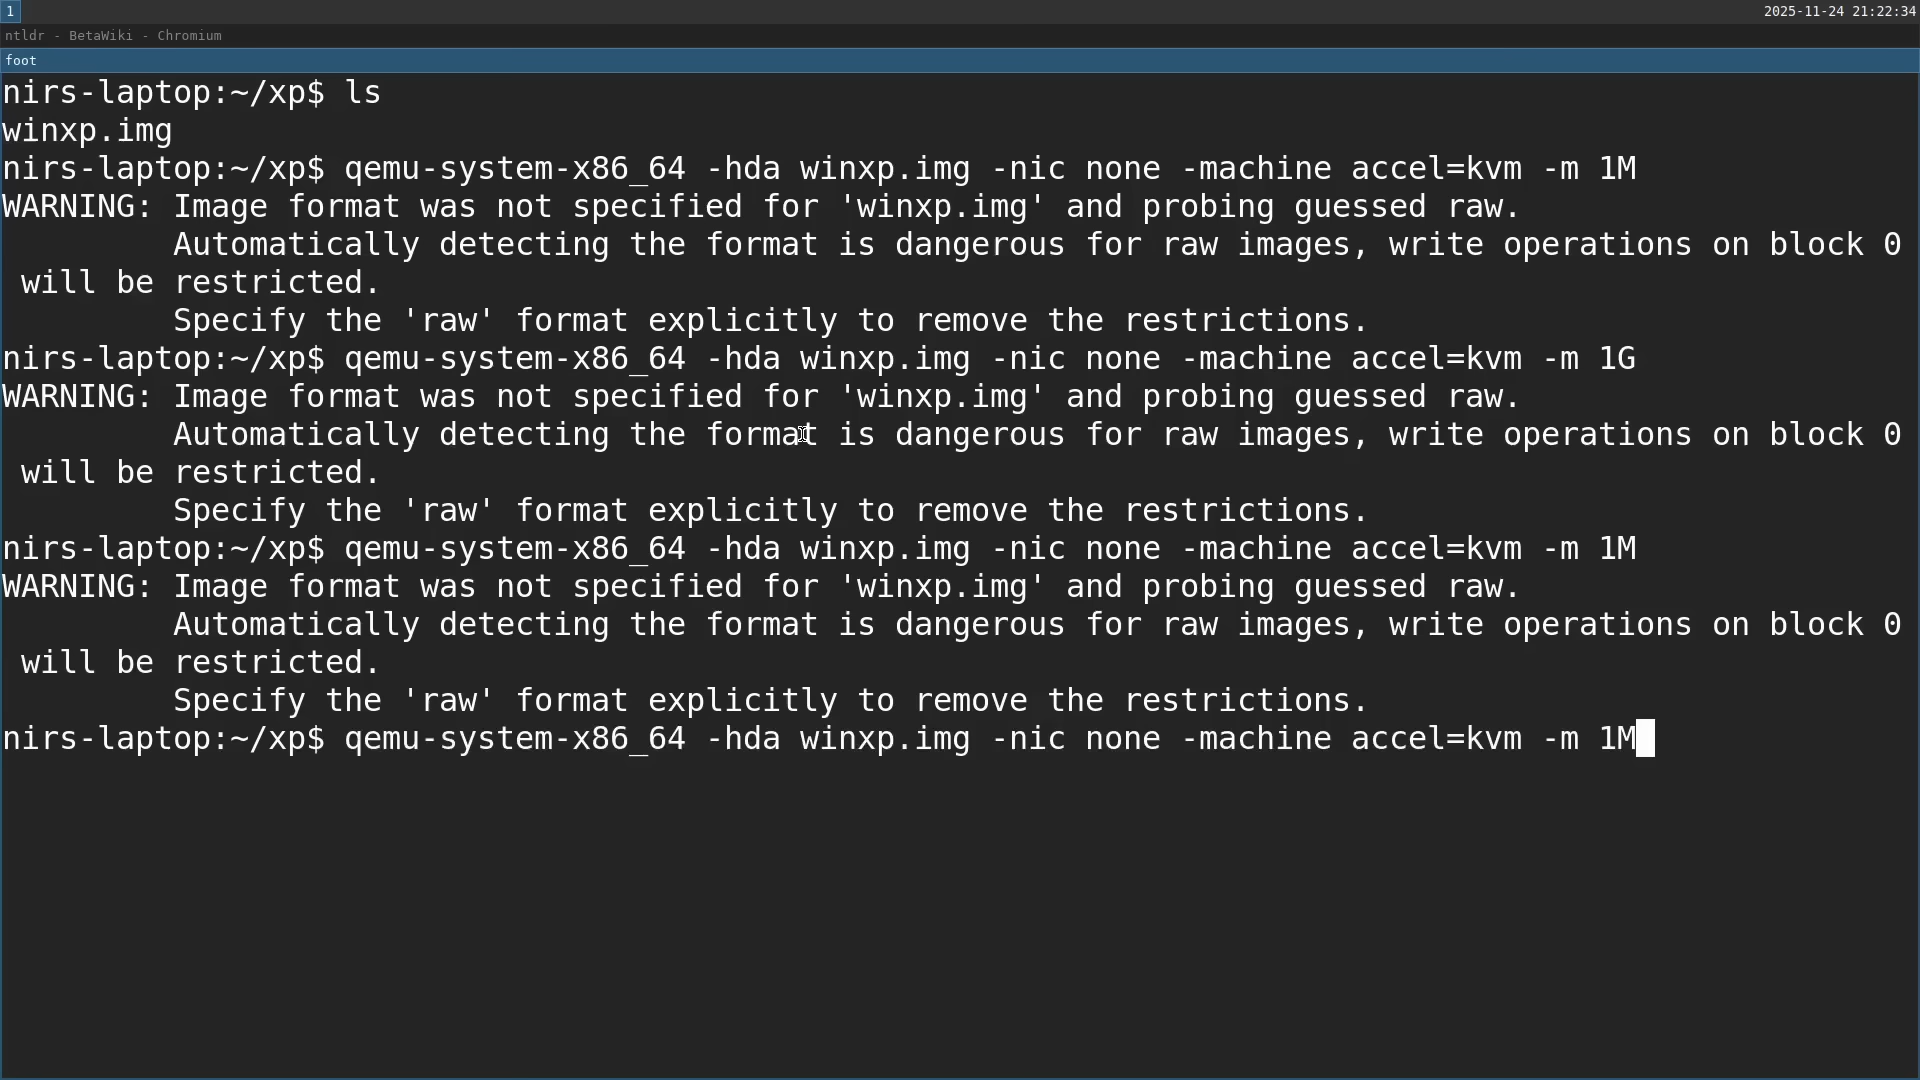 1 2025-11-24 21:22:34
ntldr - BetaWiki - Chromium
foot
nirs-laptop:~/xp$ ls
winxp.img
nirs-laptop:~/xp$ qemu-system-x86_64 -hda winxp.img -nic none -machine accel=kvm -m 1M
WARNING: Image format was not specified for 'winxp.img' and probing guessed raw.
         Automatically detecting the format is dangerous for raw images, write operations on block 0
 will be restricted.
         Specify the 'raw' format explicitly to remove the restrictions.
nirs-laptop:~/xp$ qemu-system-x86_64 -hda winxp.img -nic none -machine accel=kvm -m 1G
WARNING: Image format was not specified for 'winxp.img' and probing guessed raw.
         Automatically detecting the format is dangerous for raw images, write operations on block 0
 will be restricted.
         Specify the 'raw' format explicitly to remove the restrictions.
nirs-laptop:~/xp$ qemu-system-x86_64 -hda winxp.img -nic none -machine accel=kvm -m 1M
WARNING: Image format was not specified for 'winxp.img' and probing guessed raw.
         Automatically detecting the format is dangerous for raw images, write operations on block 0
 will be restricted.
         Specify the 'raw' format explicitly to remove the restrictions.
nirs-laptop:~/xp$ qemu-system-x86_64 -hda winxp.img -nic none -machine accel=kvm -m 1M